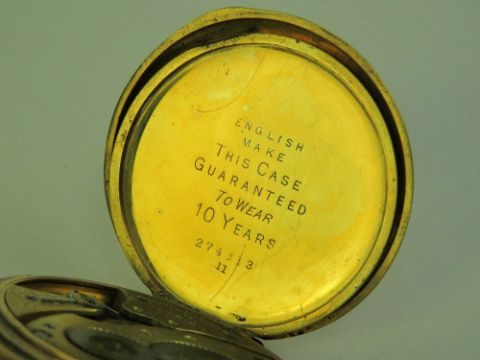 ENGLISH
MAKE
THIS CASE
GUARANTEED
TO WEAR
10 YEARS
274313
11